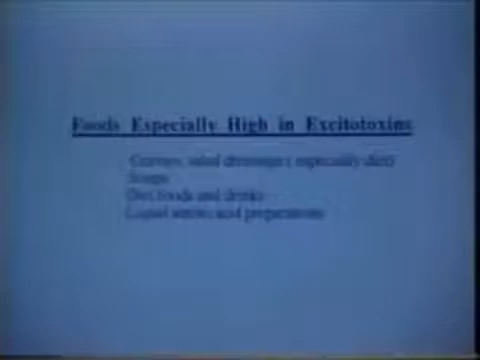 Foods Especially High in Excitotoxins
Gravies, salad dressings ( especially diet)
Soups
Diet foods and drinks
Liquid amino acid preparations